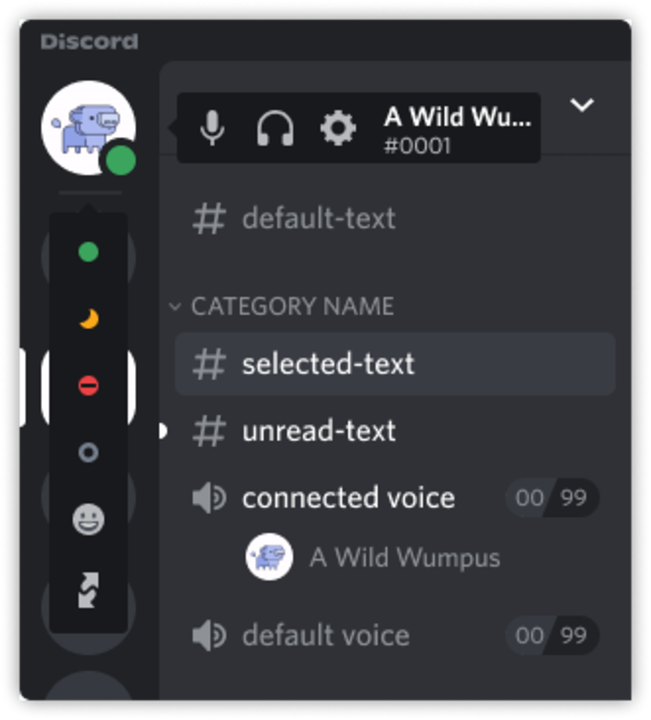 Discord
A Wild Wu...
#0001
# default-text
CATEGORY NAME
# selected-text
# unread-text
connected voice 00 99
A Wild Wumpus
default voice 00 99